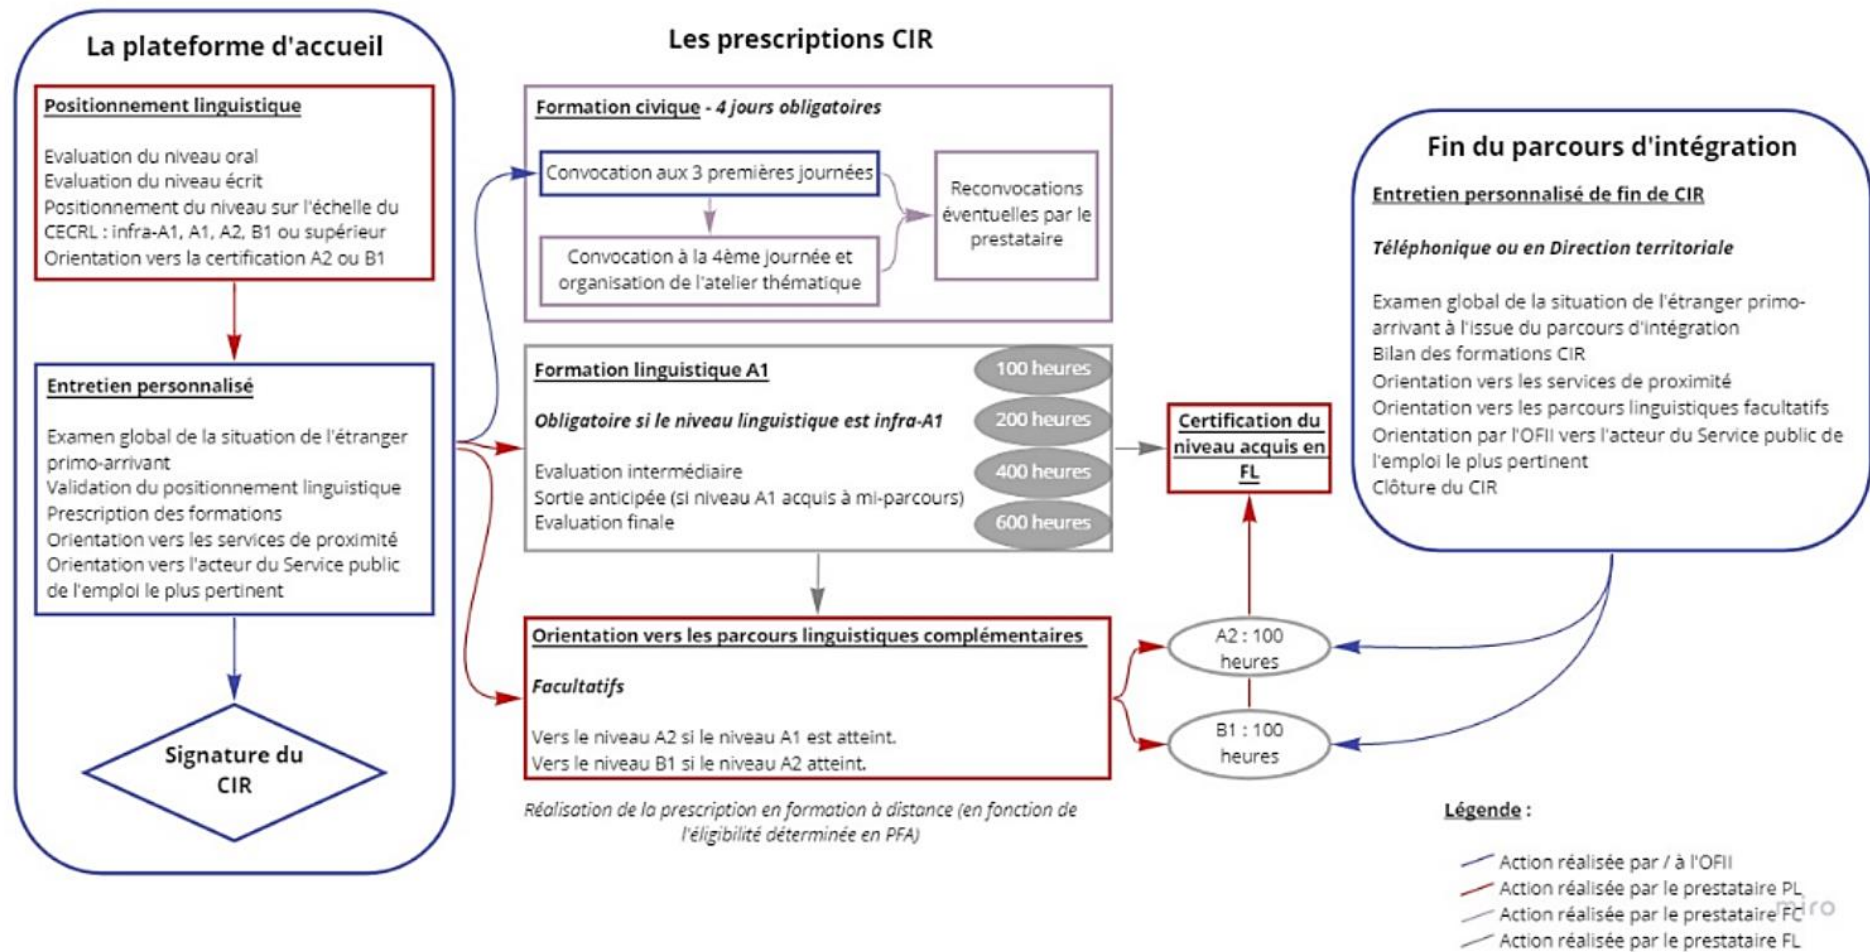 La plateforme d'accueil
Positionnement linguistique
Evaluation du niveau oral
Evaluation du niveau écrit
Positionnement du niveau sur l'échelle du
CECRL : infra-A1, A1, A2, B1 ou supérieur
Orientation vers la certification A2 ou B1
Entretien personnalisé
Examen global de la situation de l'étranger
primo-arrivant
Validation du positionnement linguistique
Prescription des formations
Orientation vers les services de proximité
Orientation vers l'acteur du Service public
de l'emploi le plus pertinent
Signature du
CIR
Les prescriptions CIR
Formation civique - 4 jours obligatoires
Convocation aux 3 premières journées
Convocation à la 4ème journée et
organisation de l'atelier thématique
Reconvocations
éventuelles par le
prestataire
Formation linguistique A1
Obligatoire si le niveau linguistique est infra-A1
Evaluation intermédiaire
Sortie anticipée (si niveau A1 acquis à mi-parcours)
Evaluation finale
100 heures
200 heures
400 heures
600 heures
Orientation vers les parcours linguistiques complémentaires
Facultatifs
Vers le niveau A2 si le niveau A1 est atteint.
Vers le niveau B1 si le niveau A2 atteint.
Réalisation de la prescription en formation à distance (en fonction de
l'éligibilité déterminée en PFA)
Certification du
niveau acquis en
FL
A2 : 100
heures
B1 : 100
heures
Fin du parcours d'intégration
Entretien personnalisé de fin de CIR
Téléphonique ou en Direction territoriale
Examen global de la situation de l'étranger primo-
arrivant à l'issue du parcours d'intégration
Bilan des formations CIR
Orientation vers les services de proximité
Orientation vers les parcours linguistiques facultatifs
Orientation par l'OFII vers l'acteur du Service public de
l'emploi le plus pertinent
Clôture du CIR
Légende :
Action réalisée par / à l'OFII
Action réalisée par le prestataire PL
Action réalisée par le prestataire FC
Action réalisée par le prestataire FL
miro